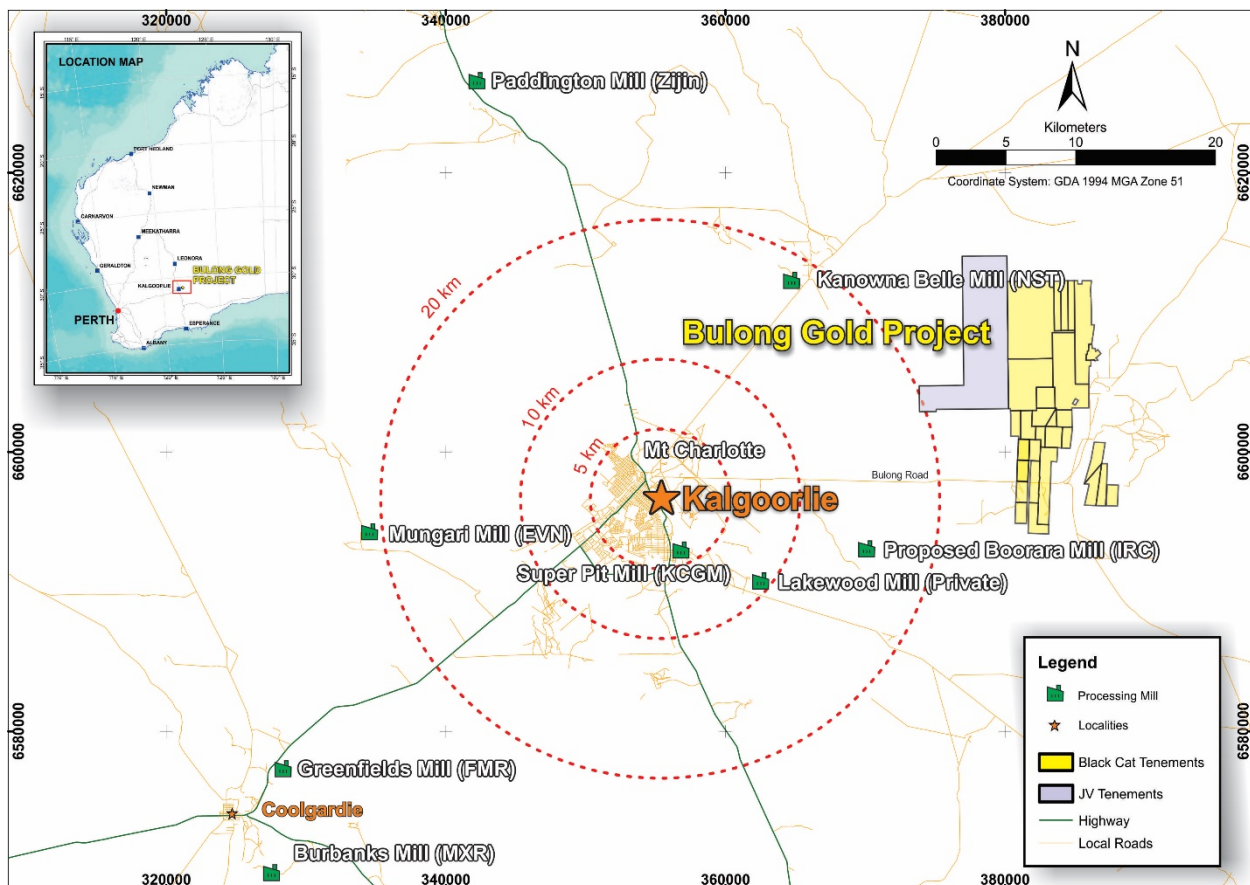 320000
340000
360000
380000
LOCATION MAP
PORT HEDLAND
NEWMAN
CARNARVON
MEEKATHARRA
LEONORA
GERALDTON
BULONG GOLD
PROJECT
KALGOORLIE
PERTH
ESPERANCE
ALBANY
Paddington Mill (Zijin)
N
Kilometers
0 5 10 20
Coordinate System: GDA 1994 MGA Zone 51
6620000
6620000
20 km
Kanowna Belle Mill (NST)
Bulong Gold Project
10 km
5 km
Mt Charlotte
6600000
6600000
Bulong Road
Kalgoorlie
Mungari Mill (EVN)
Proposed Boorara Mill (IRC)
Super Pit Mill (KCGM)
Lakewood Mill (Private)
Legend
Processing Mill
Localities
Black Cat Tenements
JV Tenements
Highway
Local Roads
6580000
6580000
Greenfields Mill (FMR)
Coolgardie
Burbanks Mill (MXR)
320000
340000
360000
380000